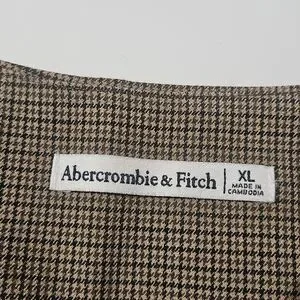 Abercrombie & Fitch
XL
MADE IN
CAMBODIA